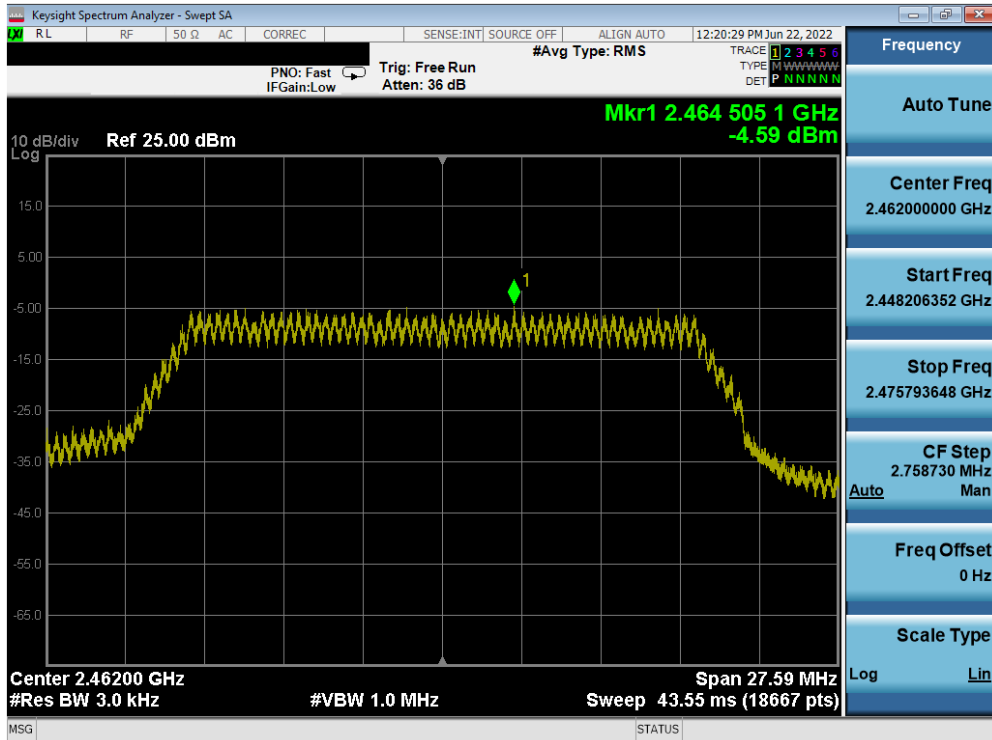 Keysight Spectrum Analyzer - Swept SA
LXI RL RF 50 Ω AC CORREC SENSE:INT SOURCE OFF ALIGN AUTO 12:20:29 PM Jun 22, 2022
#Avg Type: RMS
TRACE 1 2 3 4 5 6
PNO: Fast Trig: Free Run TYPE M WWWWW
IFGain:Low Atten: 36 dB DET P N N N N N
Mkr1 2.464 505 1 GHz
-4.59 dBm
10 dB/div Ref 25.00 dBm
Log
15.0
5.00
1
-5.00
-15.0
-25.0
-35.0
-45.0
-55.0
-65.0
Center 2.46200 GHz Span 27.59 MHz
#Res BW 3.0 kHz #VBW 1.0 MHz Sweep 43.55 ms (18667 pts)
MSG STATUS
Frequency
Auto Tune
Center Freq
2.462000000 GHz
Start Freq
2.448206352 GHz
Stop Freq
2.475793648 GHz
CF Step
2.758730 MHz
Auto Man
Freq Offset
0 Hz
Scale Type
Log Lin